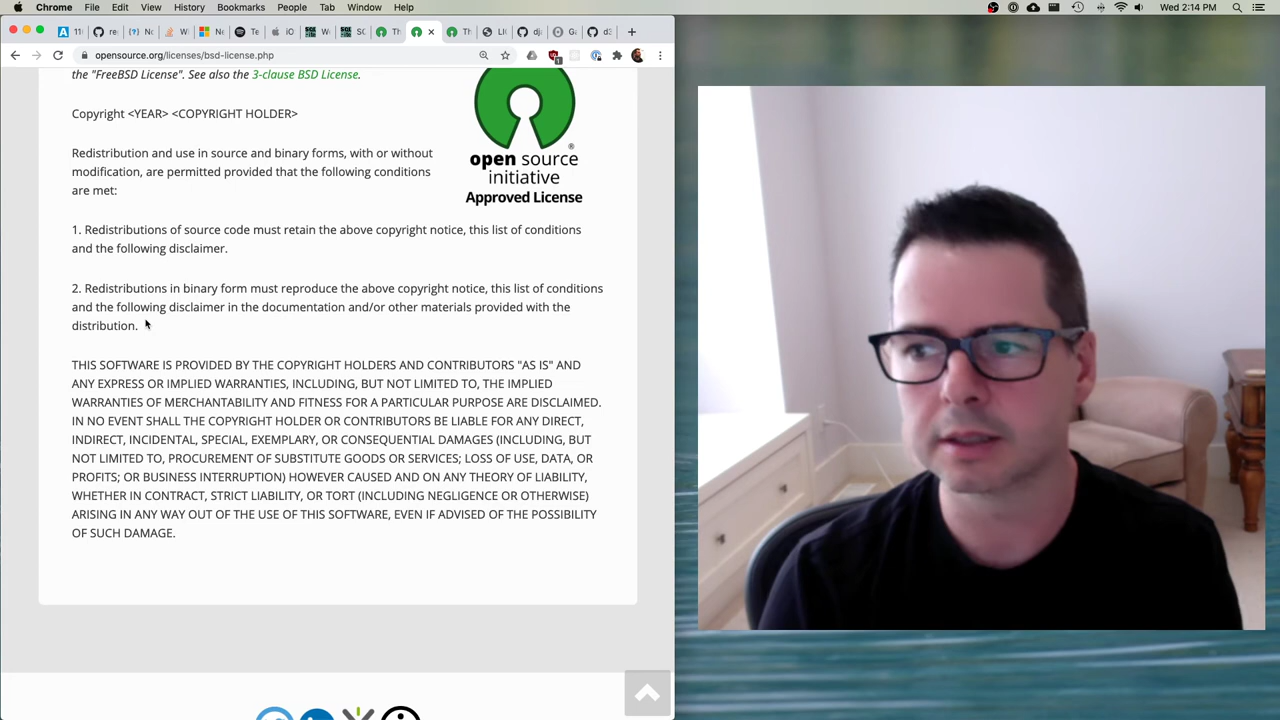 Chrome File Edit View History Bookmarks People Tab Window Help
Wed 2:14 PM
opensource.org/licenses/bsd-license.php
the "FreeBSD License". See also the 3-clause BSD License.
Copyright <YEAR> <COPYRIGHT HOLDER>
Redistribution and use in source and binary forms, with or without
modification, are permitted provided that the following conditions
are met:
open source
initiative
Approved License
1. Redistributions of source code must retain the above copyright notice, this list of conditions
and the following disclaimer.
2. Redistributions in binary form must reproduce the above copyright notice, this list of conditions
and the following disclaimer in the documentation and/or other materials provided with the
distribution.
THIS SOFTWARE IS PROVIDED BY THE COPYRIGHT HOLDERS AND CONTRIBUTORS "AS IS" AND
ANY EXPRESS OR IMPLIED WARRANTIES, INCLUDING, BUT NOT LIMITED TO, THE IMPLIED
WARRANTIES OF MERCHANTABILITY AND FITNESS FOR A PARTICULAR PURPOSE ARE DISCLAIMED.
IN NO EVENT SHALL THE COPYRIGHT HOLDER OR CONTRIBUTORS BE LIABLE FOR ANY DIRECT,
INDIRECT, INCIDENTAL, SPECIAL, EXEMPLARY, OR CONSEQUENTIAL DAMAGES (INCLUDING, BUT
NOT LIMITED TO, PROCUREMENT OF SUBSTITUTE GOODS OR SERVICES; LOSS OF USE, DATA, OR
PROFITS; OR BUSINESS INTERRUPTION) HOWEVER CAUSED AND ON ANY THEORY OF LIABILITY,
WHETHER IN CONTRACT, STRICT LIABILITY, OR TORT (INCLUDING NEGLIGENCE OR OTHERWISE)
ARISING IN ANY WAY OUT OF THE USE OF THIS SOFTWARE, EVEN IF ADVISED OF THE POSSIBILITY
OF SUCH DAMAGE.